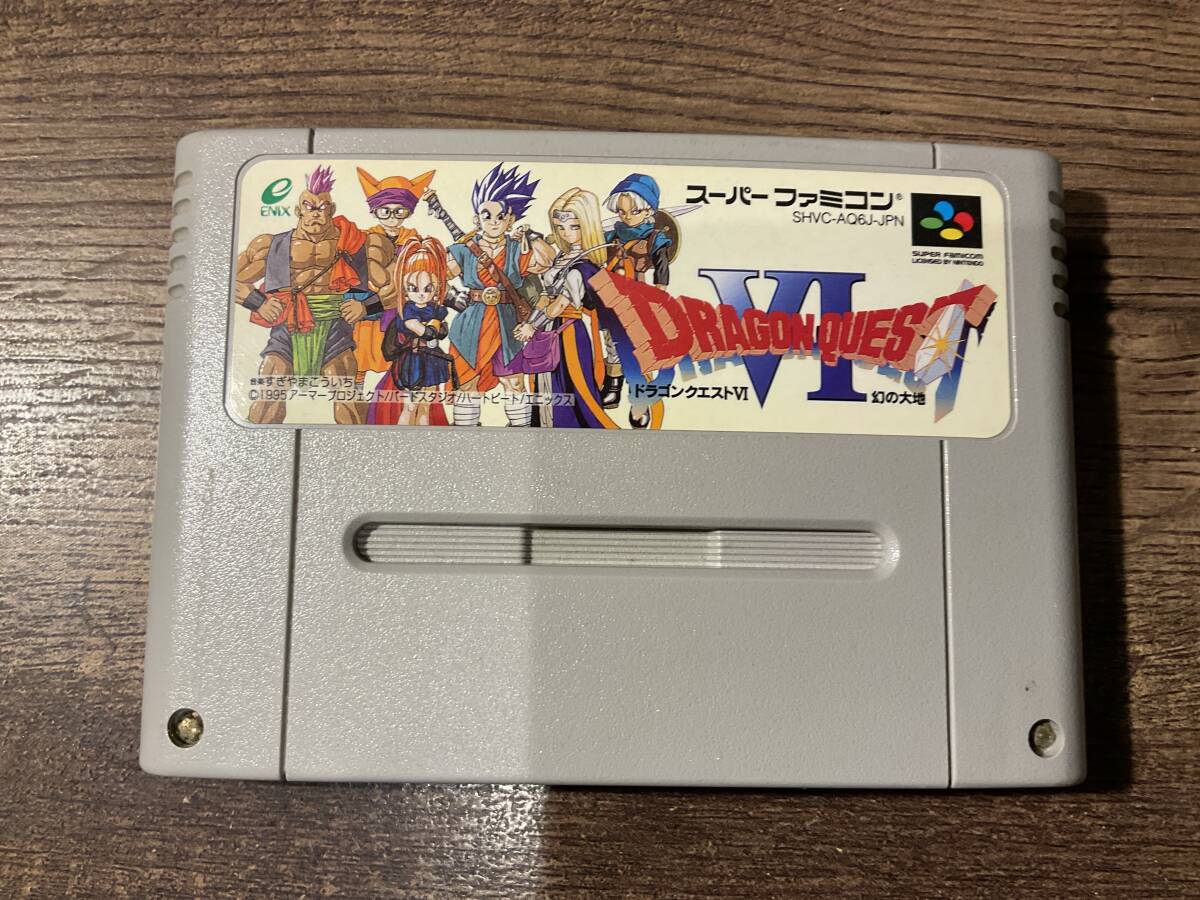 ENIX
スーパーファミコン®
SHVC-AQ6J-JPN
SUPER FAMICOM
LICENSED BY NINTENDO
DRAGON QUEST
VI
ドラゴンクエストVI 幻の大地
音楽すぎやまこういち
©1995アーマープロジェクト/バードスタジオ/ハートビート/エニックス